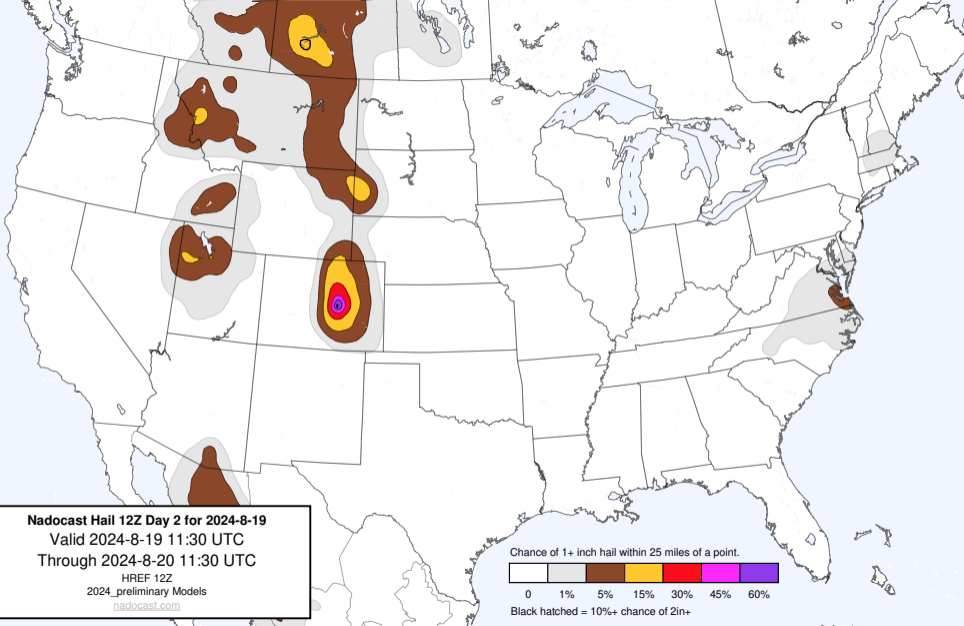 Nadocast Hail 12Z Day 2 for 2024-8-19
Valid 2024-8-19 11:30 UTC
Through 2024-8-20 11:30 UTC
HREF 12Z
2024_preliminary Models
nadocast.com
Chance of 1+ inch hail within 25 miles of a point.
0 1% 5% 15% 30% 45% 60%
Black hatched = 10%+ chance of 2in+